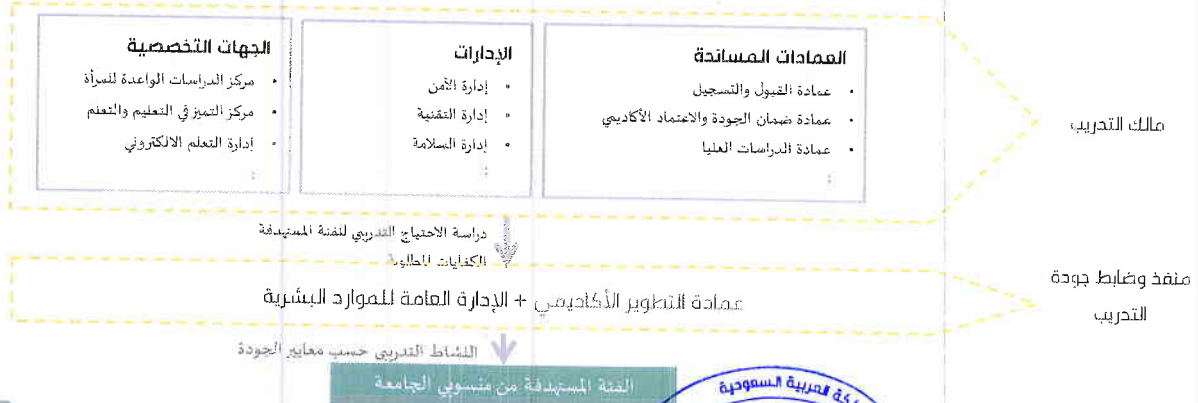 العمادات المساندة
• عمادة القبول والتسجيل
• عمادة ضمان الجودة والاعتماد الأكاديمي
• عمادة الدراسات العليا
:
الإدارات
• إدارة الأمن
• إدارة التقنية
• إدارة السلامة
:
الجهات التخصصية
• مركز الدراسات الواعدة للمرأة
• مركز التميز في التعليم والتعلم
• إدارة التعلم الالكتروني
:
مالك التدريب
دراسة الاحتياج التدريبي للفئة المستهدفة
الكفايات المطلوبة
منفذ وضابط جودة
التدريب
عمادة التطوير الأكاديمي + الإدارة العامة للموارد البشرية
النشاط التدريبي حسب معايير الجودة
الفئة المستهدفة من منسوبي الجامعة
العربية السعودية